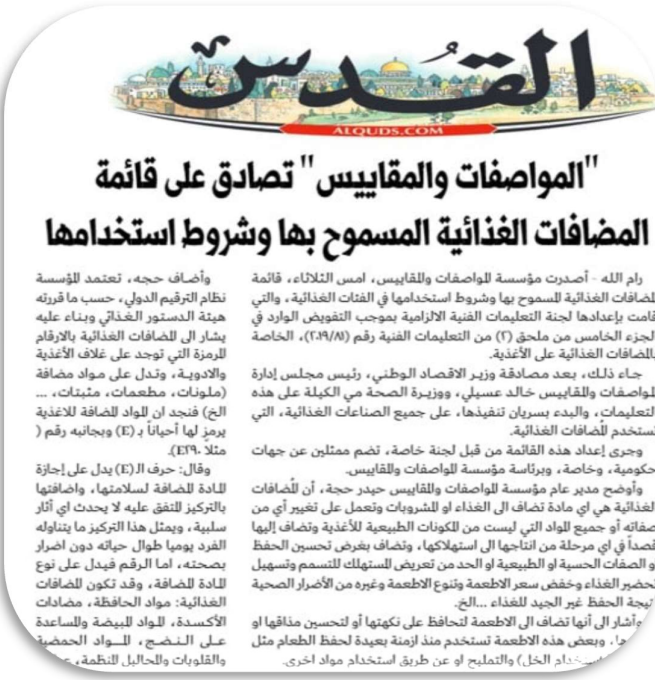 القدس
ALQUDS.COM
"المواصفات والمقاييس" تصادق على قائمة
المضافات الغذائية المسموح بها وشروط استخدامها
رام الله - أصدرت مؤسسة المواصفات والمقاييس، امس الثلاثاء، قائمة
المضافات الغذائية المسموح بها وشروط استخدامها في الفئات الغذائية ، والتي
قامت بإعدادها لجنة التعليمات الفنية الالزامية بموجب التفويض الوارد في
الجزء الخامس من ملحق (٢) من التعليمات الفنية رقم (٢٠١٩/٨١)، الخاصة
بالمضافات الغذائية على الأغذية.
جاء ذلك، بعد مصادقة وزير الاقتصاد الوطني، رئيس مجلس إدارة
المواصفات والمقاييس خالد عسيلي، ووزيرة الصحة مي الكيلة على هذه
التعليمات، والبدء بسريان تنفيذها، على جميع الصناعات الغذائية، التي
تستخدم المضافات الغذائية.
وجرى إعداد هذه القائمة من قبل لجنة خاصة، تضم ممثلين عن جهات
حكومية، وخاصة، وبرئاسة مؤسسة المواصفات والمقاييس.
وأوضح مدير عام مؤسسة المواصفات والمقاييس حيدر حجة، أن المضافات
الغذائية هي اي مادة تضاف الى الغذاء او المشروبات وتعمل على تغيير أي من
صفاته أو جميع المواد التي ليست من المكونات الطبيعية للأغذية وتضاف إليها
قصداً في اي مرحلة من انتاجها الى استهلاكها ، وتضاف بغرض تحسين الحفظ
او الصفات الحسية او الطبيعية او الحد من تعريض المستهلك للتسمم وتسهيل
تحضير الغذاء وخفض سعر الاطعمة وتنوع الاطعمة وغيره من الأضرار الصحية
نتيجة الحفظ غير الجيد للغذاء ...الخ.
وأشار الى أنها تضاف الى الاطعمة لتحافظ على نكهتها أو لتحسين مذاقها او
وبعض هذه الاطعمة تستخدم منذ ازمنة بعيدة لحفظ الطعام مثل
الخل) والتمليح او عن طريق استخدام مواد اخرى.
وأضاف حجه، تعتمد المؤسسة
نظام الترقيم الدولي، حسب ما قررته
هيئة الدستور الغذائي وبناء عليه
يشار الى المضافات الغذائية بالارقام
المرمزة التي توجد على غلاف الأغذية
والادوية، وتدل على مواد مضافة
(ملونات، مطعمات، مثبتات، ...
الخ) فنجد ان المواد المضافة للاغذية
يرمز لها أحياناً بـ (E) وبجانبه رقم (
مثلا E٢٩٠).
وقال: حرف الـ(E) يدل على إجازة
المادة المضافة لسلامتها، واضافتها
بالتركيز المتفق عليه لا يحدث اي أثار
سلبية، ويمثل هذا التركيز ما يتناوله
الفرد يوميا طوال حياته دون اضرار
بصحته، اما الرقم فيدل على نوع
المادة المضافة، وقد تكون المضافات
الغذائية: مواد الحافظة، مضادات
الأكسدة، المواد المبيضة والمساعدة
على النضج، المواد الحمضية
والقلويات والمحاليل المنظمة،